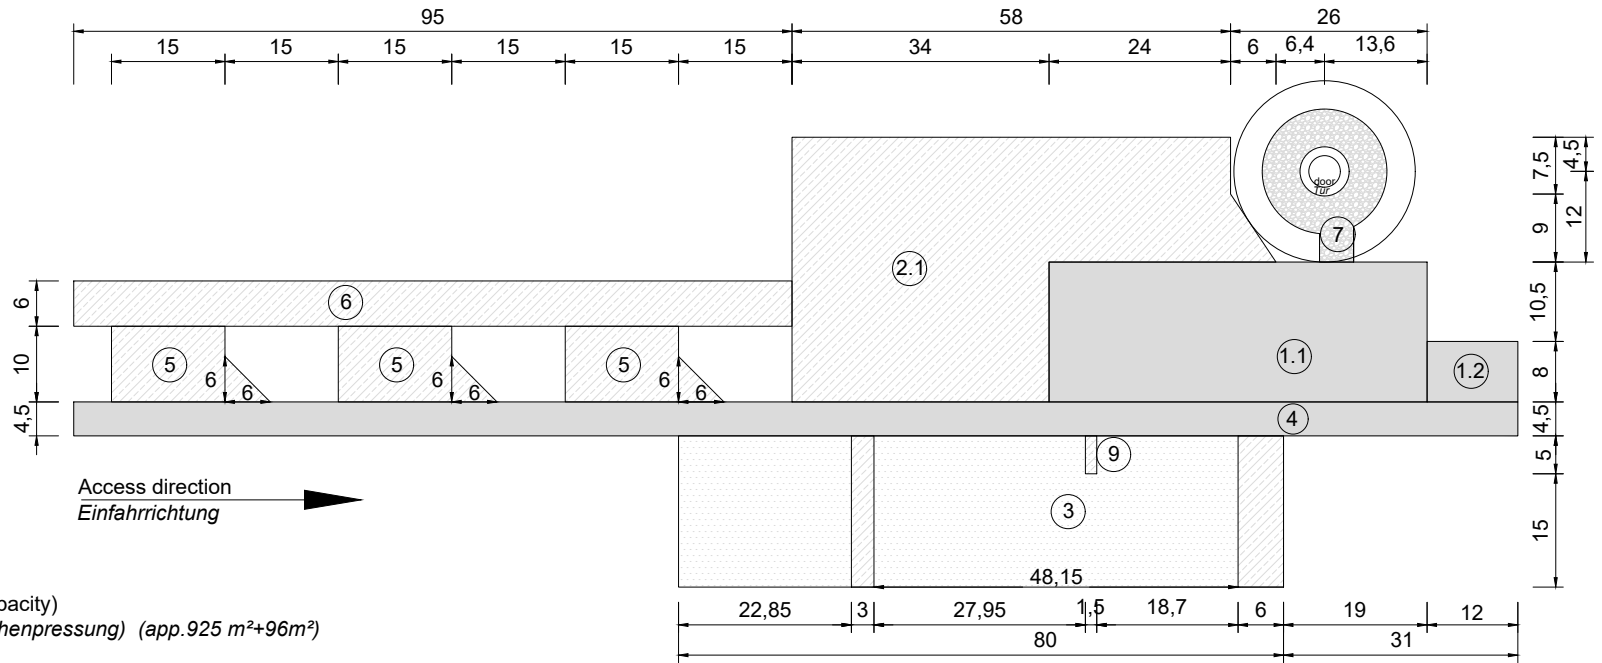 95 58 26
15 15 15 15 15 15 34 24 6 6,4 13,6
door
Tür
7
7,5
4,5
9
12
2.1
6
6
10
5 5 5
6 6 6
6 6 6
1.1
10,5
1.2
8
4,5
4
4,5
9
5
Access direction
Einfahrrichtung
3
15
48,15
pacity)
henpressung) (app.925 m²+96m²)
22,85 3 27,95 1,5 18,7 6 19 12
80 31